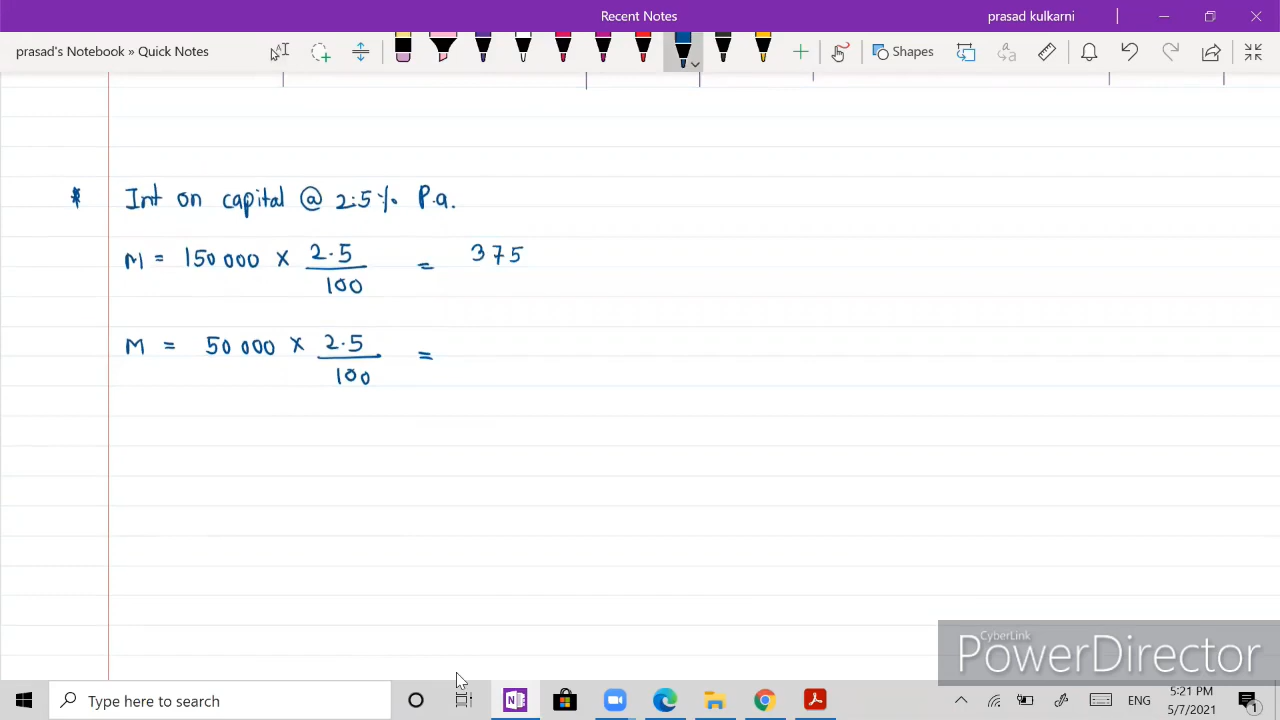 Recent Notes
prasad kulkarni
prasad's Notebook » Quick Notes
Shapes
* Int on capital @ 2.5% P.a.
M = 150 000 × 2.5/100 = 375
M = 50 000 × 2.5/100 =
CyberLink
PowerDirector
Type here to search
ENG
5:21 PM
5/7/2021
1